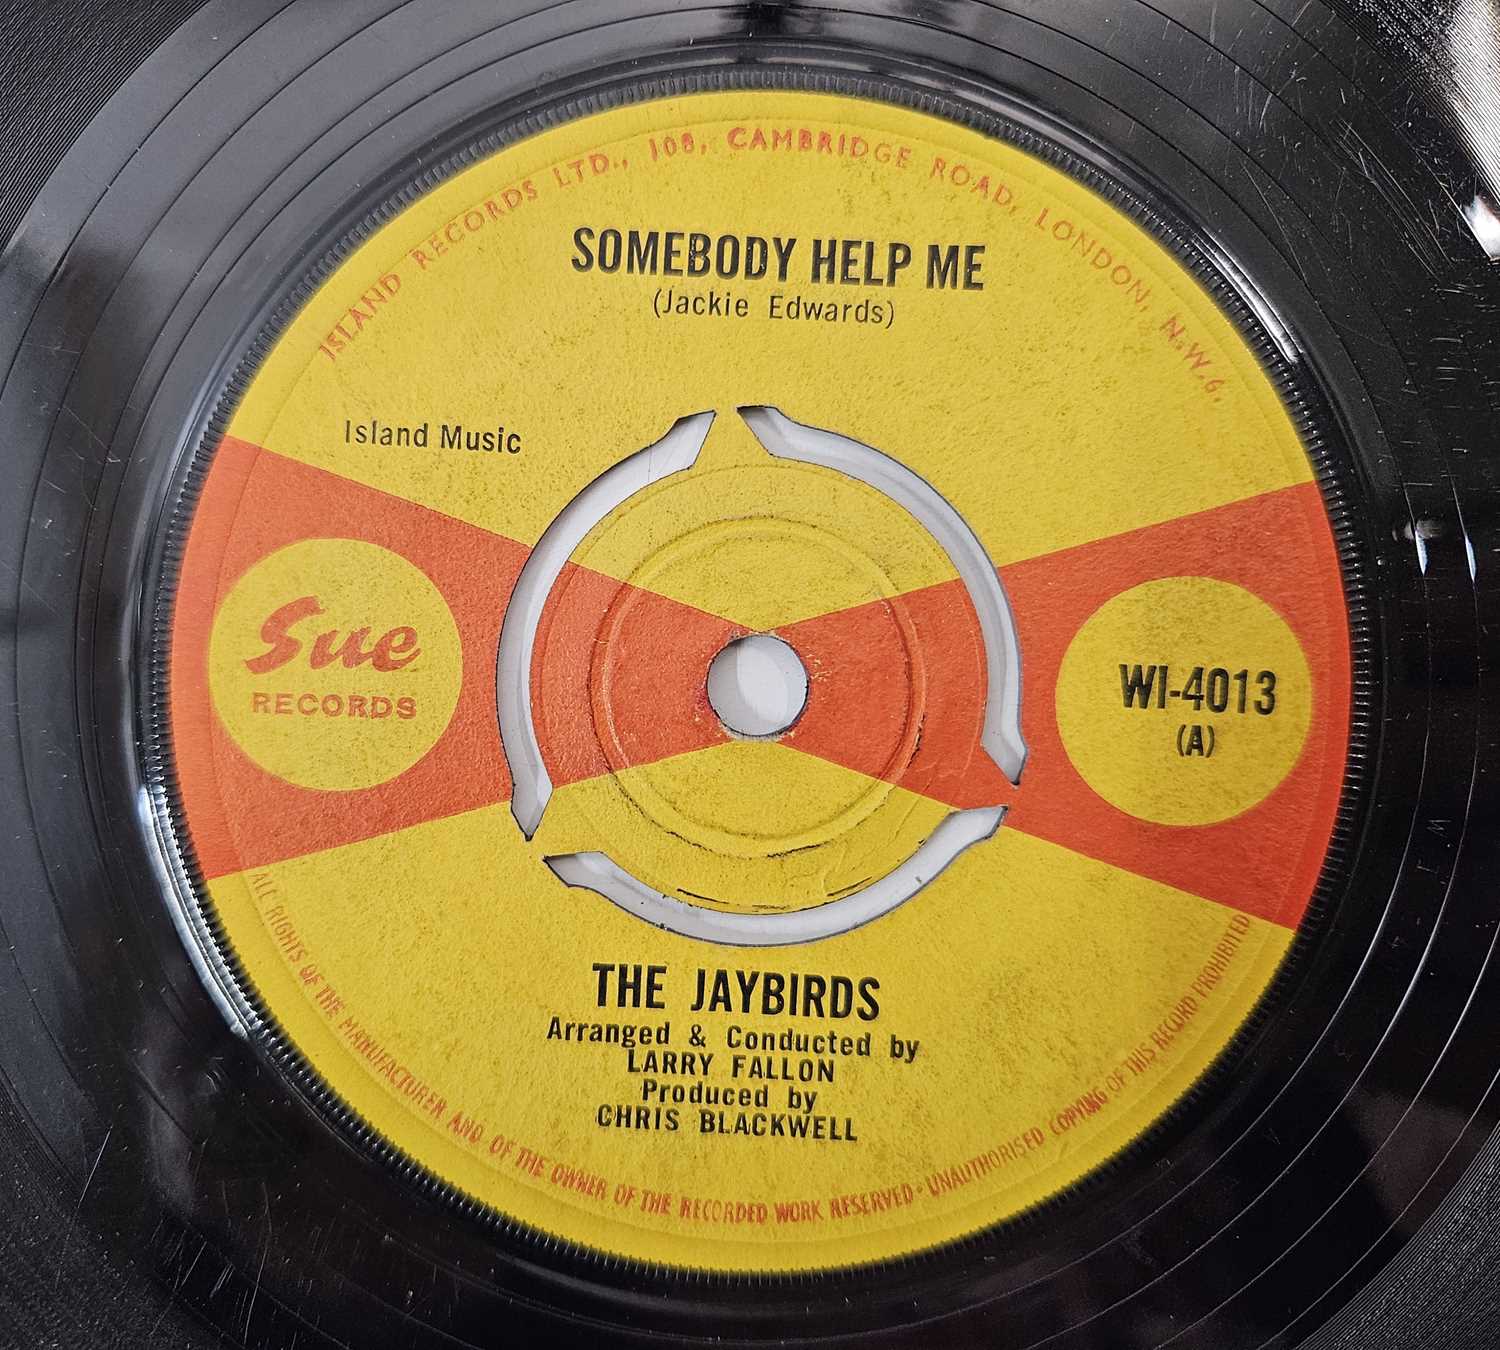 ISLAND RECORDS LTD., 108, CAMBRIDGE ROAD, LONDON, N.W.6.
SOMEBODY HELP ME
(Jackie Edwards)
Island Music
Sue
RECORDS
WI-4013
(A)
THE JAYBIRDS
Arranged & Conducted by
LARRY FALLON
Produced by
CHRIS BLACKWELL
ALL RIGHTS OF THE MANUFACTURER AND OF THE OWNER OF THE RECORDED WORK RESERVED · UNAUTHORISED COPYING OF THIS RECORD PROHIBITED